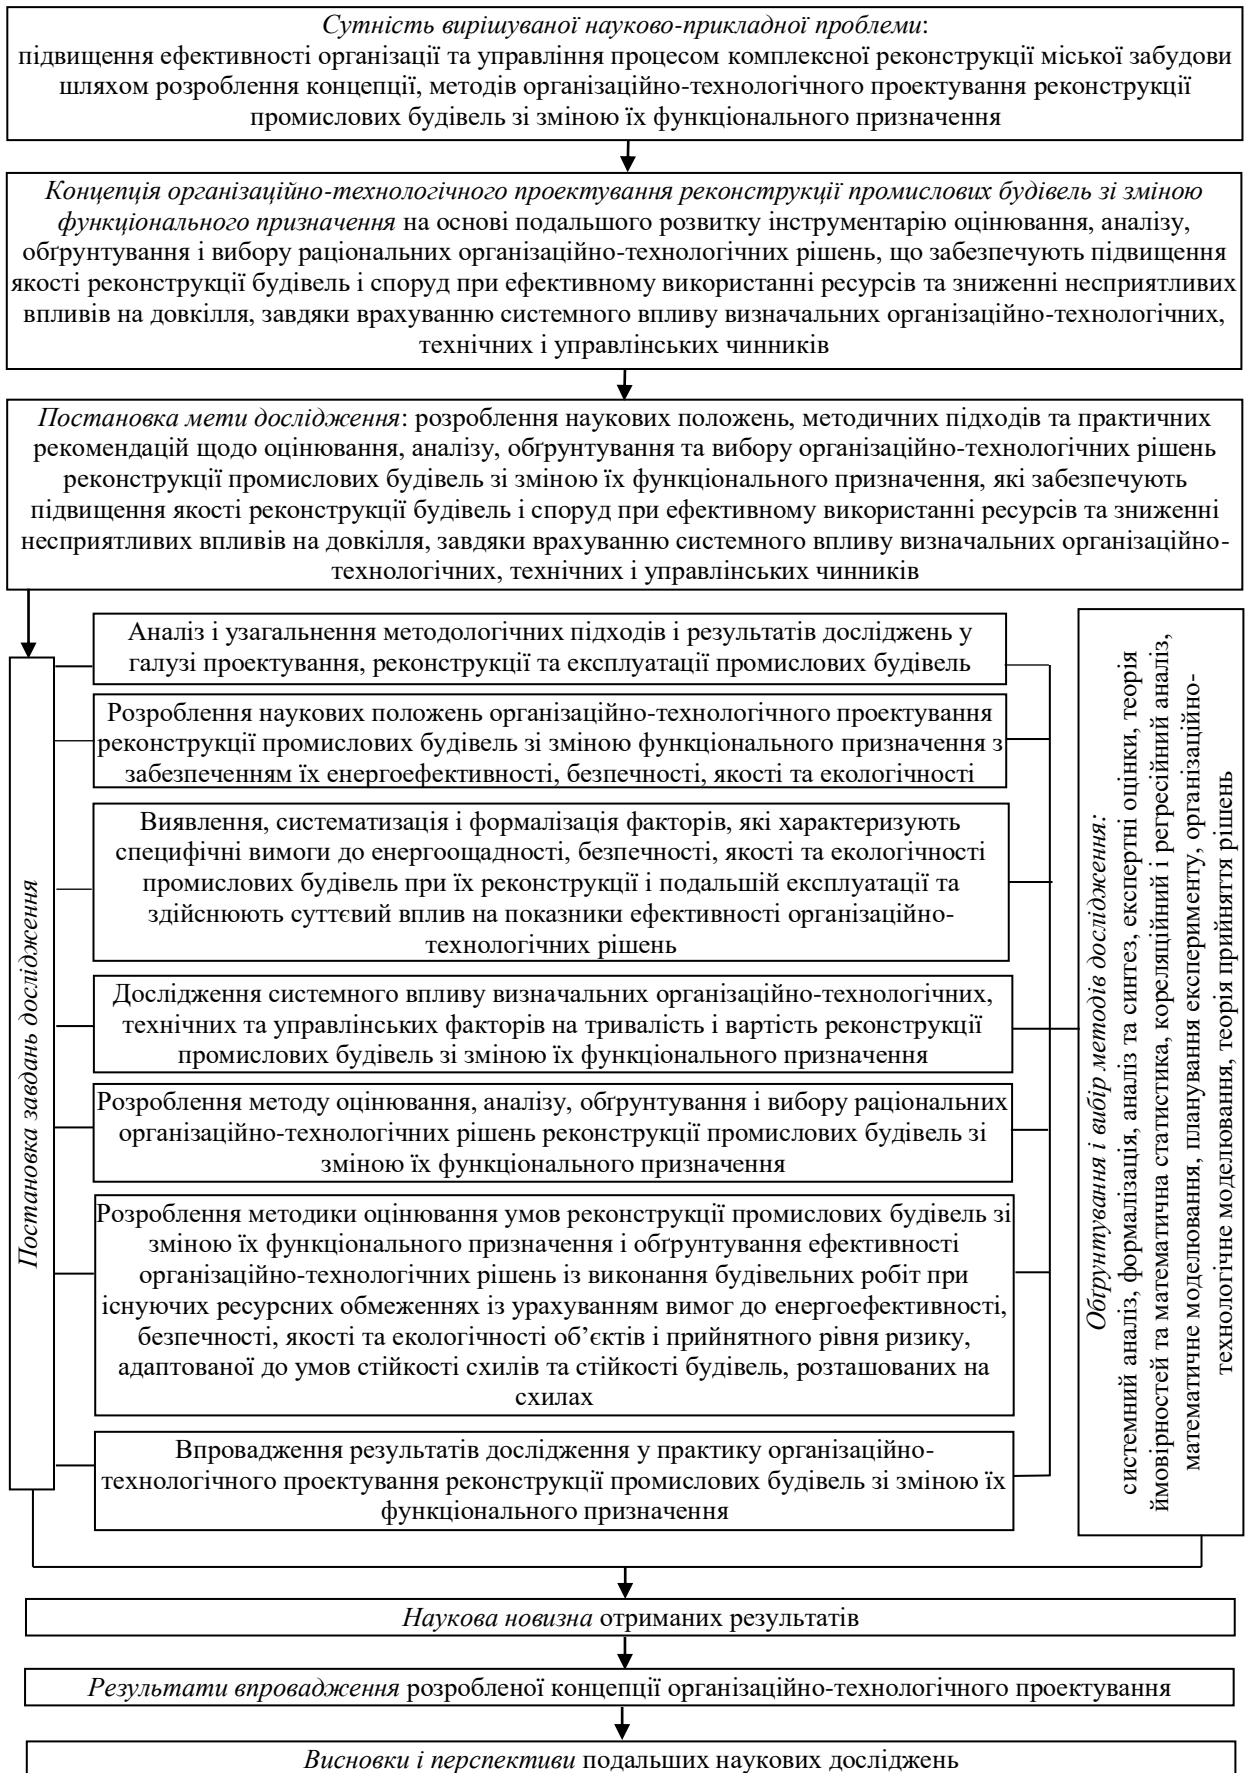 Сутність вирішуваної науково-прикладної проблеми:
підвищення ефективності організації та управління процесом комплексної реконструкції міської забудови
шляхом розроблення концепції, методів організаційно-технологічного проектування реконструкції
промислових будівель зі зміною їх функціонального призначення
Концепція організаційно-технологічного проектування реконструкції промислових будівель зі зміною
функціонального призначення на основі подальшого розвитку інструментарію оцінювання, аналізу,
обґрунтування і вибору раціональних організаційно-технологічних рішень, що забезпечують підвищення
якості реконструкції будівель і споруд при ефективному використанні ресурсів та зниженні несприятливих
впливів на довкілля, завдяки врахуванню системного впливу визначальних організаційно-технологічних,
технічних і управлінських чинників
Постановка мети дослідження: розроблення наукових положень, методичних підходів та практичних
рекомендацій щодо оцінювання, аналізу, обґрунтування та вибору організаційно-технологічних рішень
реконструкції промислових будівель зі зміною їх функціонального призначення, які забезпечують
підвищення якості реконструкції будівель і споруд при ефективному використанні ресурсів та зниженні
несприятливих впливів на довкілля, завдяки врахуванню системного впливу визначальних організаційно-
технологічних, технічних і управлінських чинників
Постановка завдань дослідження
Аналіз і узагальнення методологічних підходів і результатів досліджень у
галузі проектування, реконструкції та експлуатації промислових будівель
Розроблення наукових положень організаційно-технологічного проектування
реконструкції промислових будівель зі зміною функціонального призначення з
забезпеченням їх енергоефективності, безпечності, якості та екологічності
Виявлення, систематизація і формалізація факторів, які характеризують
специфічні вимоги до енергоощадності, безпечності, якості та екологічності
промислових будівель при їх реконструкції і подальшій експлуатації та
здійснюють суттєвий вплив на показники ефективності організаційно-
технологічних рішень
Дослідження системного впливу визначальних організаційно-технологічних,
технічних та управлінських факторів на тривалість і вартість реконструкції
промислових будівель зі зміною їх функціонального призначення
Розроблення методу оцінювання, аналізу, обґрунтування і вибору раціональних
організаційно-технологічних рішень реконструкції промислових будівель зі
зміною їх функціонального призначення
Розроблення методики оцінювання умов реконструкції промислових будівель зі
зміною їх функціонального призначення і обґрунтування ефективності
організаційно-технологічних рішень із виконання будівельних робіт при
існуючих ресурсних обмеженнях із урахуванням вимог до енергоефективності,
безпечності, якості та екологічності об’єктів і прийнятного рівня ризику,
адаптованої до умов стійкості схилів та стійкості будівель, розташованих на
схилах
Впровадження результатів дослідження у практику організаційно-
технологічного проектування реконструкції промислових будівель зі зміною їх
функціонального призначення
Обґрунтування і вибір методів дослідження:
системний аналіз, формалізація, аналіз та синтез, експертні оцінки, теорія
ймовірностей та математична статистика, кореляційний і регресійний аналіз,
математичне моделювання, планування експерименту, організаційно-
технологічне моделювання, теорія прийняття рішень
Наукова новизна отриманих результатів
Результати впровадження розробленої концепції організаційно-технологічного проектування
Висновки і перспективи подальших наукових досліджень